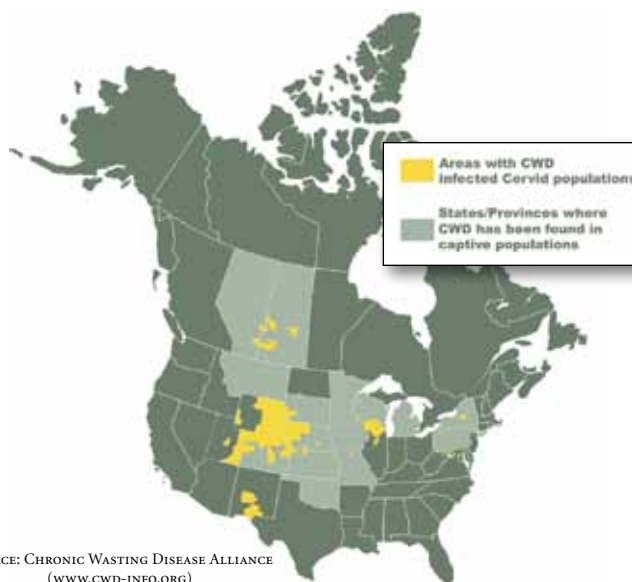 Areas with CWD
infected Cervid populations
States/Provinces where
CWD has been found in
captive populations
CE: CHRONIC WASTING DISEASE ALLIANCE
(WWW.CWD-INFO.ORG)